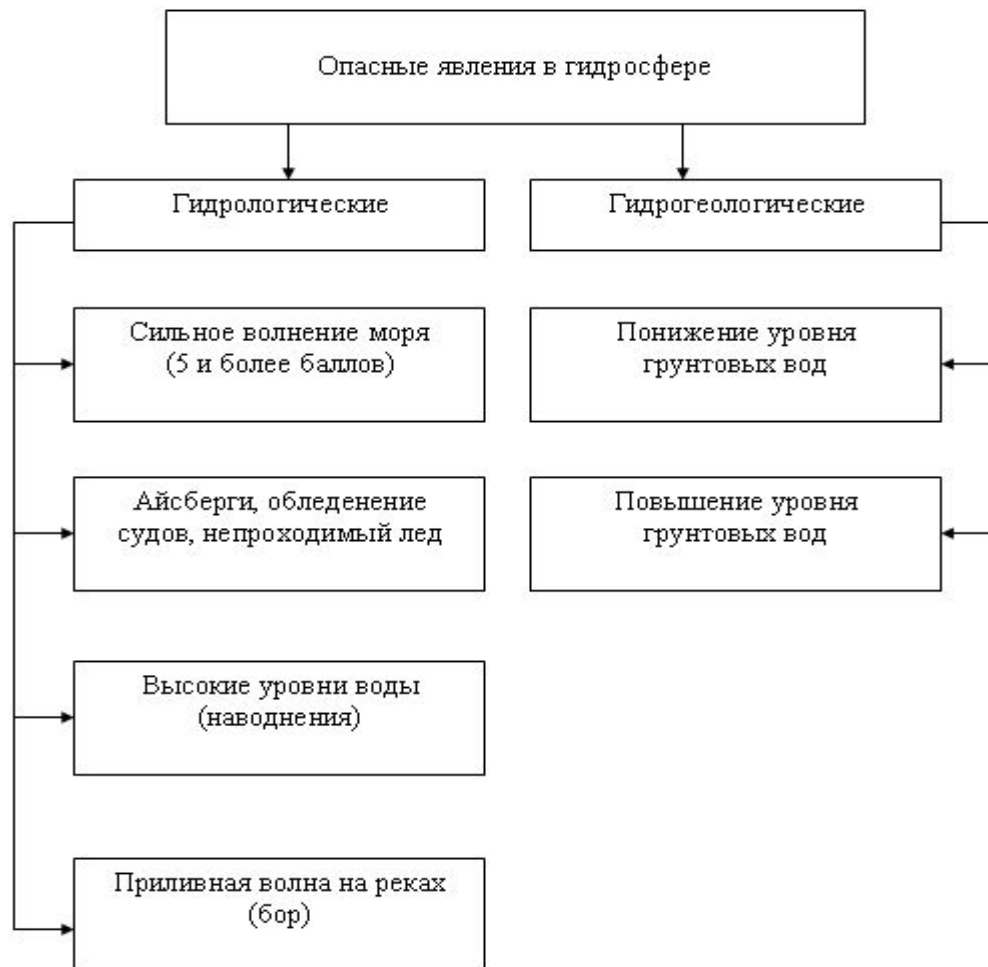 Опасные явления в гидросфере
Гидрологические
Гидрогеологические
Сильное волнение моря
(5 и более баллов)
Понижение уровня
грунтовых вод
Айсберги, обледенение
судов, непроходимый лед
Повышение уровня
грунтовых вод
Высокие уровни воды
(наводнения)
Приливная волна на реках
(бор)